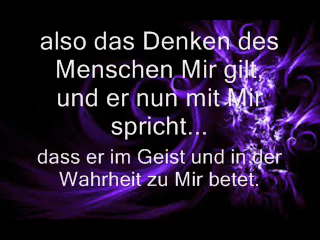 also das Denken des
Menschen Mir gilt,
und er nun mit Mir
spricht...
dass er im Geist und in der
Wahrheit zu Mir betet.